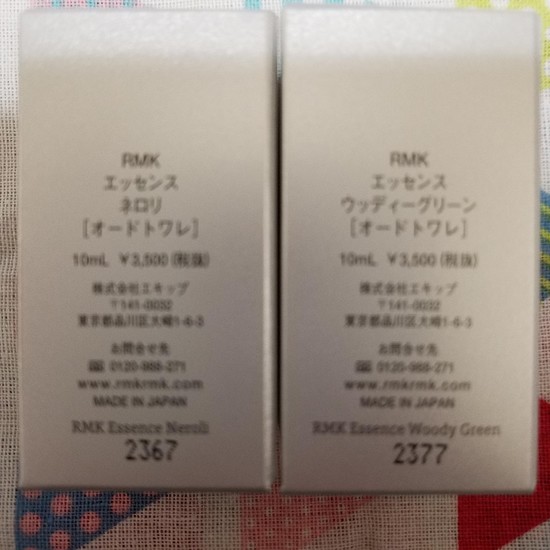 RMK
エッセンス
ネロリ
[オードトワレ]
10mL ¥3,500(税抜)
株式会社エキップ
〒141-0032
東京都品川区大崎1-6-3
お問合せ先
0120-988-271
www.rmkrmk.com
MADE IN JAPAN
RMK Essence Neroli
2367
RMK
エッセンス
ウッディーグリーン
[オードトワレ]
10mL ¥3,500(税抜)
株式会社エキップ
〒141-0032
東京都品川区大崎1-6-3
お問合せ先
0120-988-271
www.rmkrmk.com
MADE IN JAPAN
RMK Essence Woody Green
2377